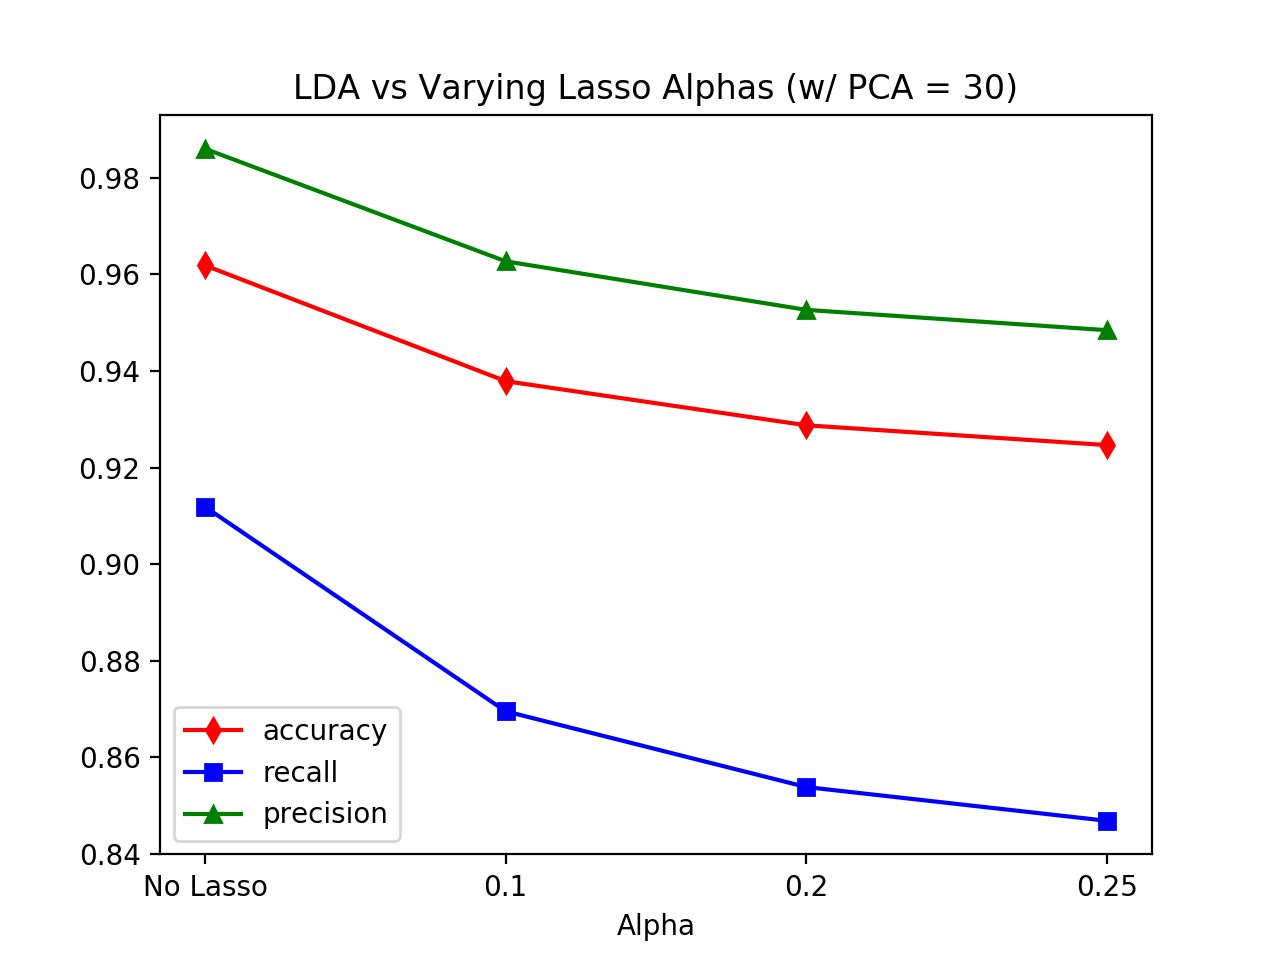 LDA vs Varying Lasso Alphas (w/ PCA = 30)
0.98
0.96
0.94
0.92
0.90
0.88
0.86
0.84
accuracy
recall
precision
No Lasso 0.1 0.2 0.25
Alpha